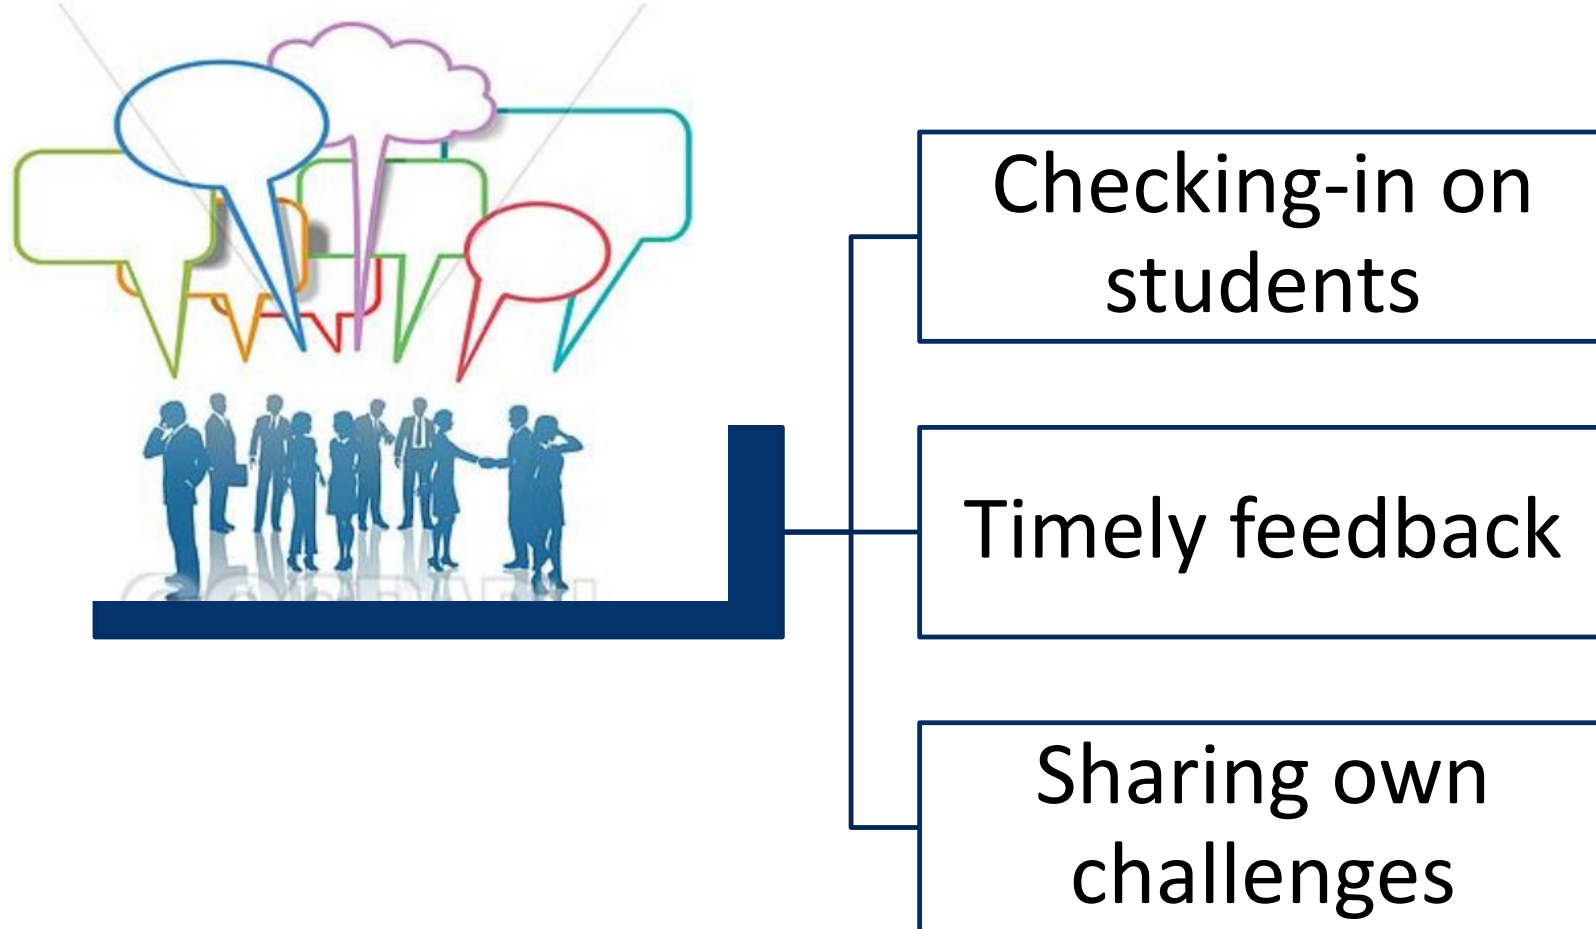 Checking-in on
students
Timely feedback
Sharing own
challenges